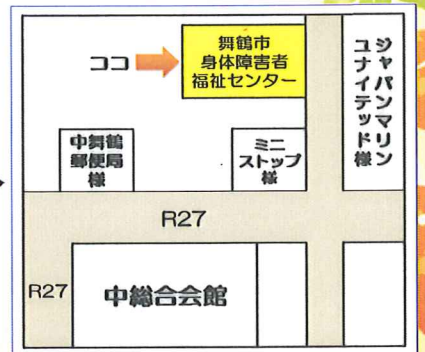 ココ
舞鶴市
身体障害者
福祉センター
ジャパンマリン
ユナイテッド様
中舞鶴
郵便局
様
ミニ
ストップ
様
R27
R27
中総合会館